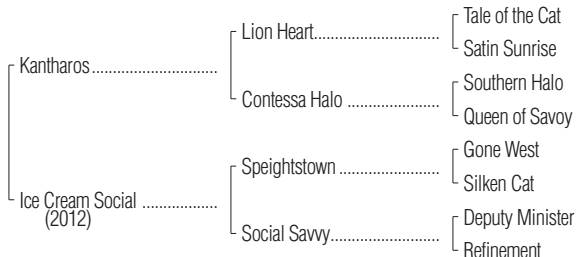 Tale of the Cat
Lion Heart
Satin Sunrise
Kantharos
Southern Halo
Contessa Halo
Queen of Savoy
Gone West
Speightstown
Silken Cat
Ice Cream Social
(2012)
Deputy Minister
Social Savvy
Refinement